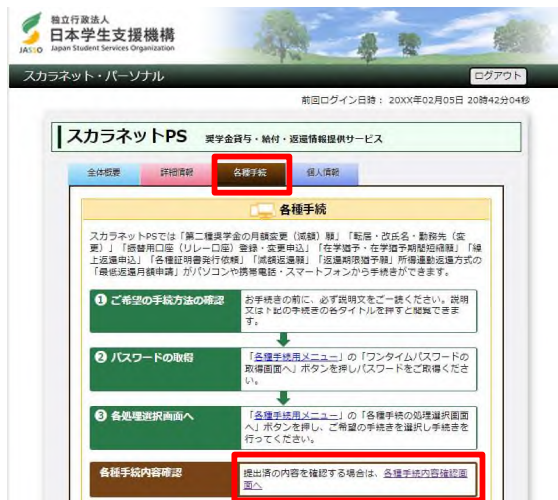 独立行政法人
日本学生支援機構
JASSO Japan Student Services Organization
スカラネット・パーソナル
ログアウト
前回ログイン日時： 20XX年02月05日 20時42分04秒
スカラネットPS 奨学金貸与・給付・返還情報提供サービス
全体概要 詳細情報 各種手続 個人情報
各種手続
スカラネットPSでは「第二種奨学金の月額変更（減額）願」「転居・改氏名・勤務先（変
更）」「振替用口座（リレー口座）登録・変更申込」「在学猶予・在学猶予期間短縮願」「繰
上返還申込」「各種証明書発行依頼」「減額返還願」「返還期限猶予願」所得連動返還方式の
「最低返還月額申請」がパソコンや携帯電話・スマートフォンから手続きができます。
❶ ご希望の手続方法の確認
お手続きの前に、必ず説明文をご一読ください。説明
文は下記の手続きの各タイトルを押すと閲覧できま
す。
❷ パスワードの取得
「各種手続用メニュー」の「ワンタイムパスワードの
取得画面へ」ボタンを押しパスワードをご取得くださ
い。
❸ 各処理選択画面へ
「各種手続用メニュー」の「各種手続の処理選択画面
へ」ボタンを押し、ご希望の手続きを選択し手続きを
行ってください。
各種手続内容確認
提出済の内容を確認する場合は、各種手続内容確認画
面へ